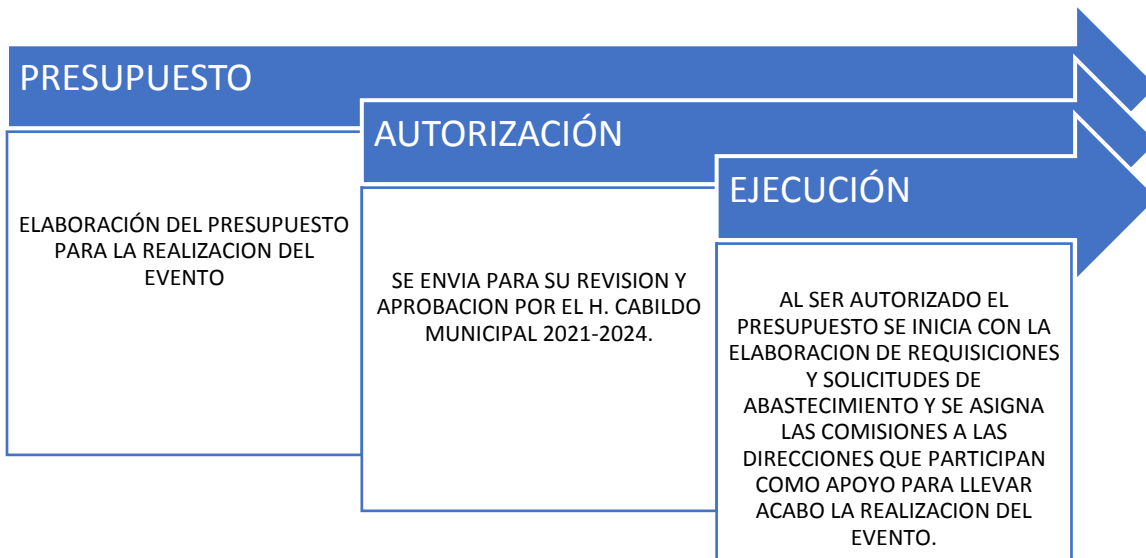 PRESUPUESTO
ELABORACIÓN DEL PRESUPUESTO
PARA LA REALIZACION DEL
EVENTO
AUTORIZACIÓN
SE ENVIA PARA SU REVISION Y
APROBACION POR EL H. CABILDO
MUNICIPAL 2021-2024.
EJECUCIÓN
AL SER AUTORIZADO EL
PRESUPUESTO SE INICIA CON LA
ELABORACION DE REQUISICIONES
Y SOLICITUDES DE
ABASTECIMIENTO Y SE ASIGNA
LAS COMISIONES A LAS
DIRECCIONES QUE PARTICIPAN
COMO APOYO PARA LLEVAR
ACABO LA REALIZACION DEL
EVENTO.